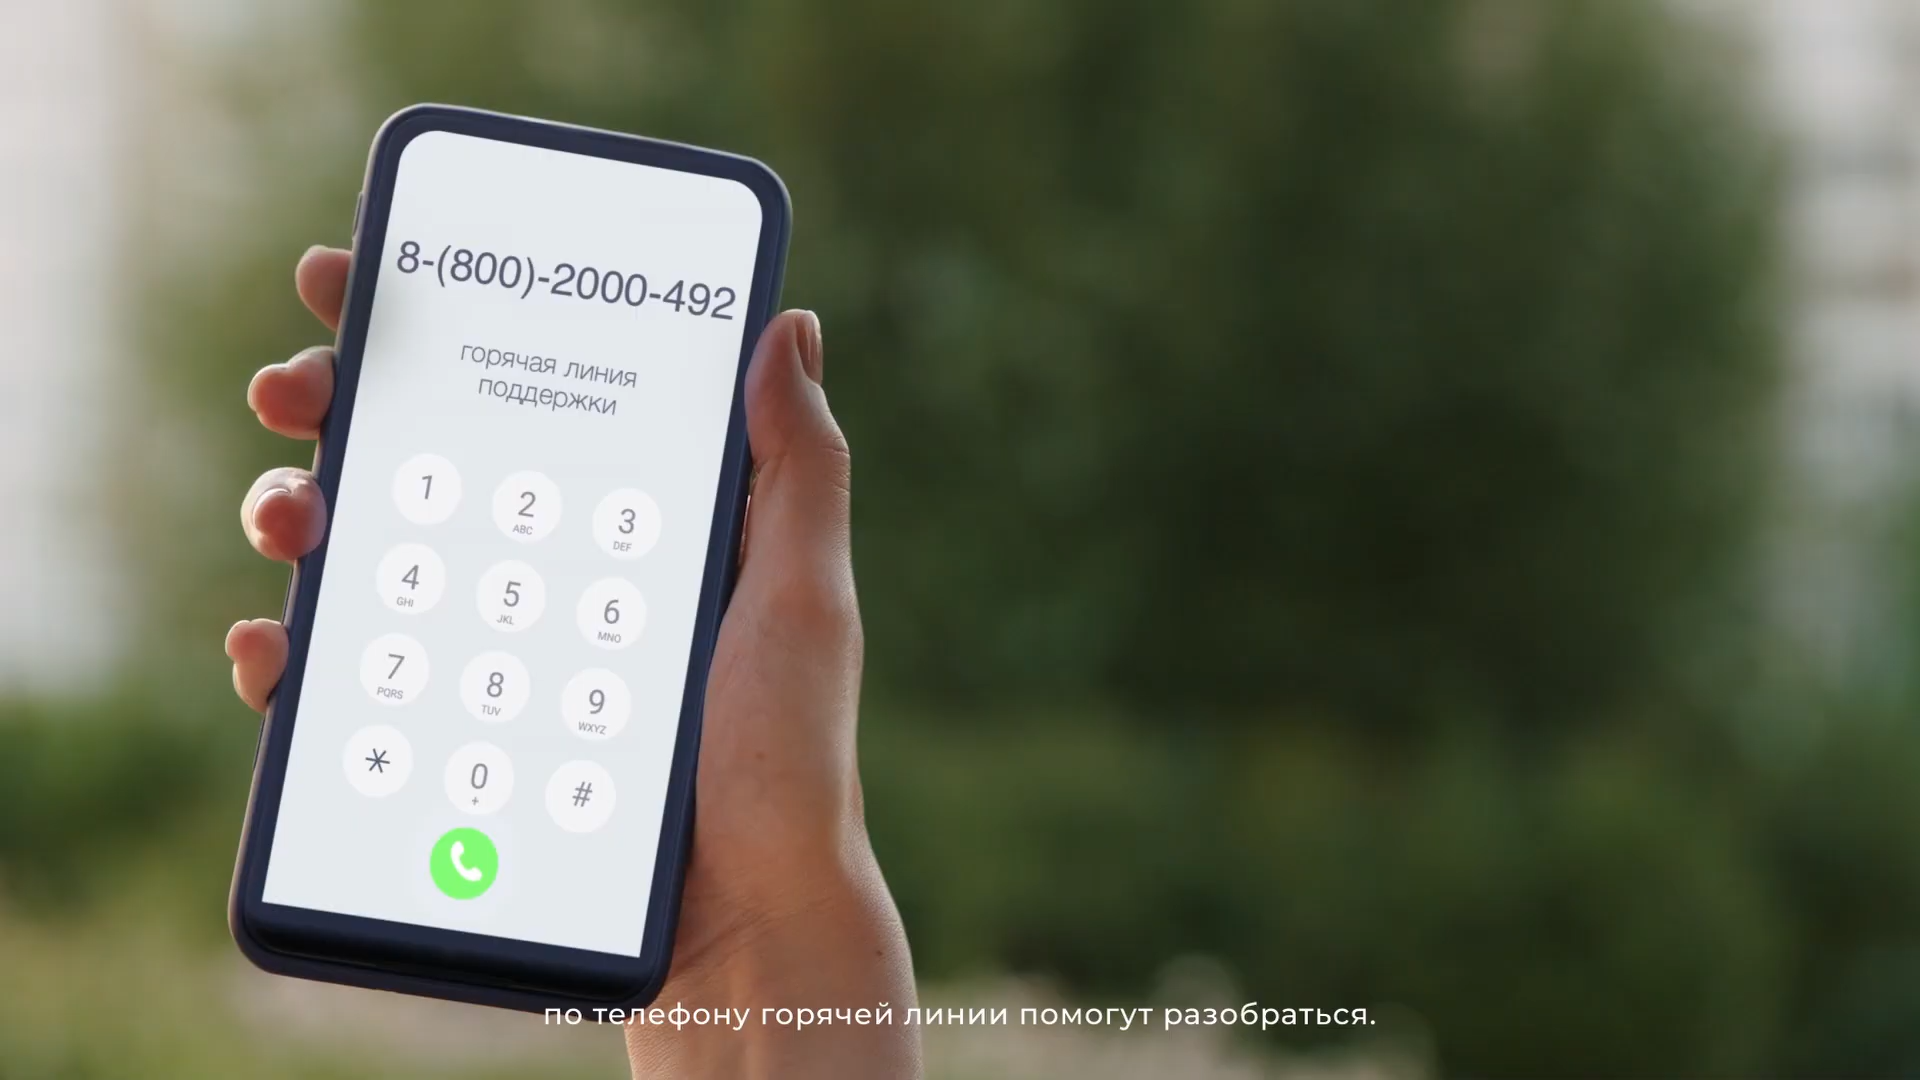 8-(800)-2000-492
горячая линия
поддержки
1
2
ABC
3
DEF
4
GHI
5
JKL
6
MNO
7
PQRS
8
TUV
9
WXYZ
*
0
+
#
по телефону горячей линии помогут разобраться.